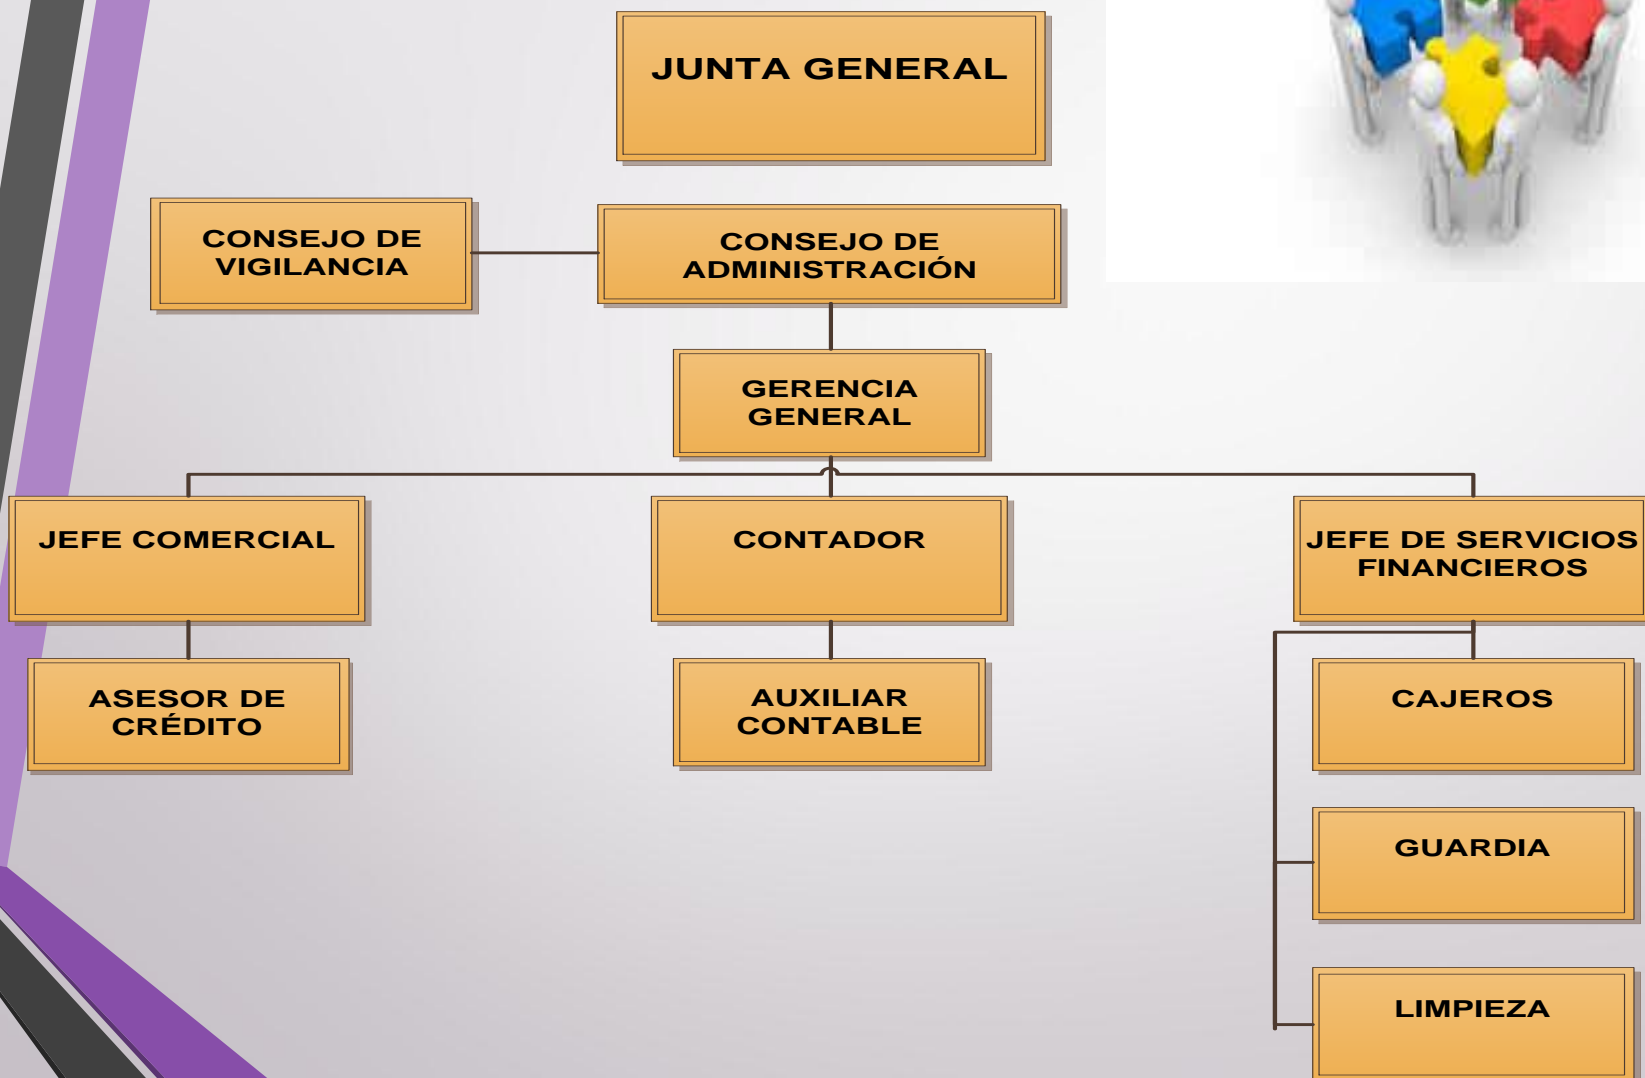 JUNTA GENERAL
CONSEJO DE
VIGILANCIA
CONSEJO DE
ADMINISTRACIÓN
GERENCIA
GENERAL
JEFE COMERCIAL
CONTADOR
JEFE DE SERVICIOS
FINANCIEROS
ASESOR DE
CRÉDITO
AUXILIAR
CONTABLE
CAJEROS
GUARDIA
LIMPIEZA